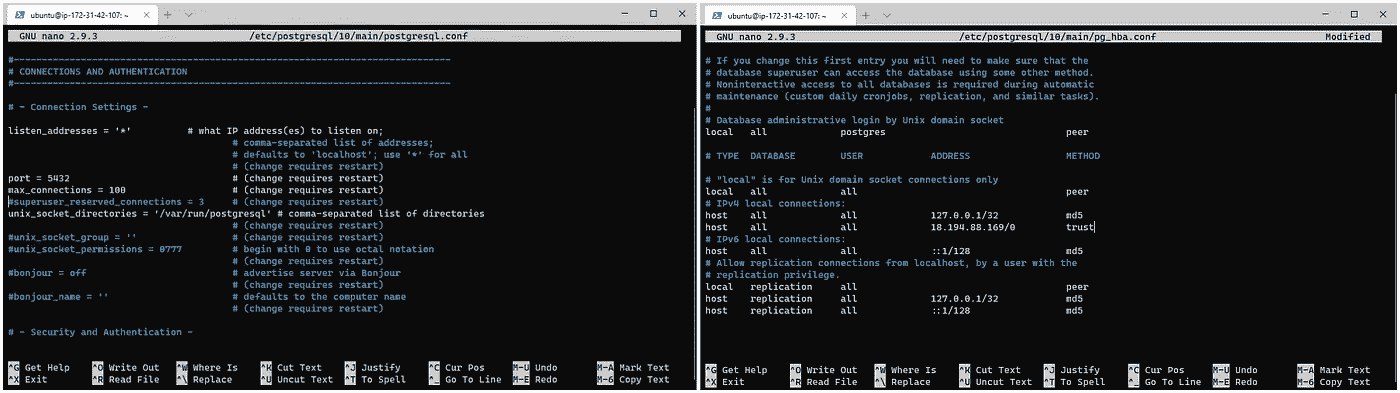 ubuntu@ip-172-31-42-107: ~
GNU nano 2.9.3 /etc/postgresql/10/main/postgresql.conf
#------------------------------------------------------------------------------
# CONNECTIONS AND AUTHENTICATION
#------------------------------------------------------------------------------
# - Connection Settings -
listen_addresses = '*' # what IP address(es) to listen on;
# comma-separated list of addresses;
# defaults to 'localhost'; use '*' for all
# (change requires restart)
port = 5432 # (change requires restart)
max_connections = 100 # (change requires restart)
#superuser_reserved_connections = 3 # (change requires restart)
unix_socket_directories = '/var/run/postgresql' # comma-separated list of directories
# (change requires restart)
#unix_socket_group = '' # (change requires restart)
#unix_socket_permissions = 0777 # begin with 0 to use octal notation
# (change requires restart)
#bonjour = off # advertise server via Bonjour
# (change requires restart)
#bonjour_name = '' # defaults to the computer name
# (change requires restart)
# - Security and Authentication -
^G Get Help ^O Write Out ^W Where Is ^K Cut Text ^J Justify ^C Cur Pos M-U Undo M-A Mark Text
^X Exit ^R Read File ^\ Replace ^U Uncut Text ^T To Spell ^_ Go To Line M-E Redo M-6 Copy Text
ubuntu@ip-172-31-42-107: ~
GNU nano 2.9.3 /etc/postgresql/10/main/pg_hba.conf Modified
# If you change this first entry you will need to make sure that the
# database superuser can access the database using some other method.
# Noninteractive access to all databases is required during automatic
# maintenance (custom daily cronjobs, replication, and similar tasks).
#
# Database administrative login by Unix domain socket
local all postgres peer
# TYPE DATABASE USER ADDRESS METHOD
# "local" is for Unix domain socket connections only
local all all peer
# IPv4 local connections:
host all all 127.0.0.1/32 md5
host all all 18.194.88.169/0 trust
# IPv6 local connections:
host all all ::1/128 md5
# Allow replication connections from localhost, by a user with the
# replication privilege.
local replication all peer
host replication all 127.0.0.1/32 md5
host replication all ::1/128 md5
^G Get Help ^O Write Out ^W Where Is ^K Cut Text ^J Justify ^C Cur Pos M-U Undo M-A Mark Text
^X Exit ^R Read File ^\ Replace ^U Uncut Text ^T To Spell ^_ Go To Line M-E Redo M-6 Copy Text